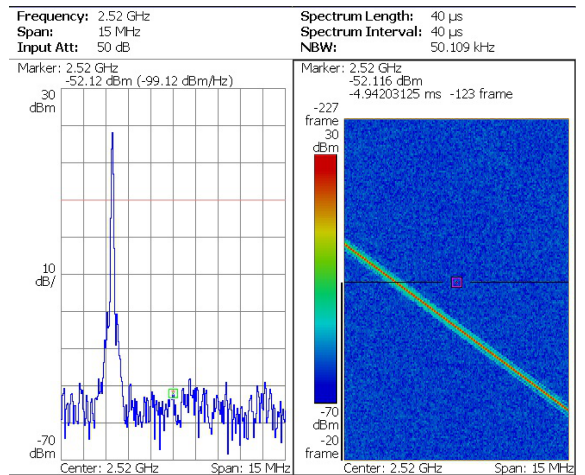 Frequency: 2.52 GHz
Span: 15 MHz
Input Att: 50 dB
Spectrum Length: 40 µs
Spectrum Interval: 40 µs
NBW: 50.109 kHz
Marker: 2.52 GHz
-52.12 dBm (-99.12 dBm/Hz)
30
dBm
10
dB/
-70
dBm
Center: 2.52 GHz Span: 15 MHz
Marker: 2.52 GHz
-52.116 dBm
-4.94203125 ms -123 frame
-227
frame
30
dBm
-70
dBm
-20
frame
Center: 2.52 GHz Span: 15 MHz